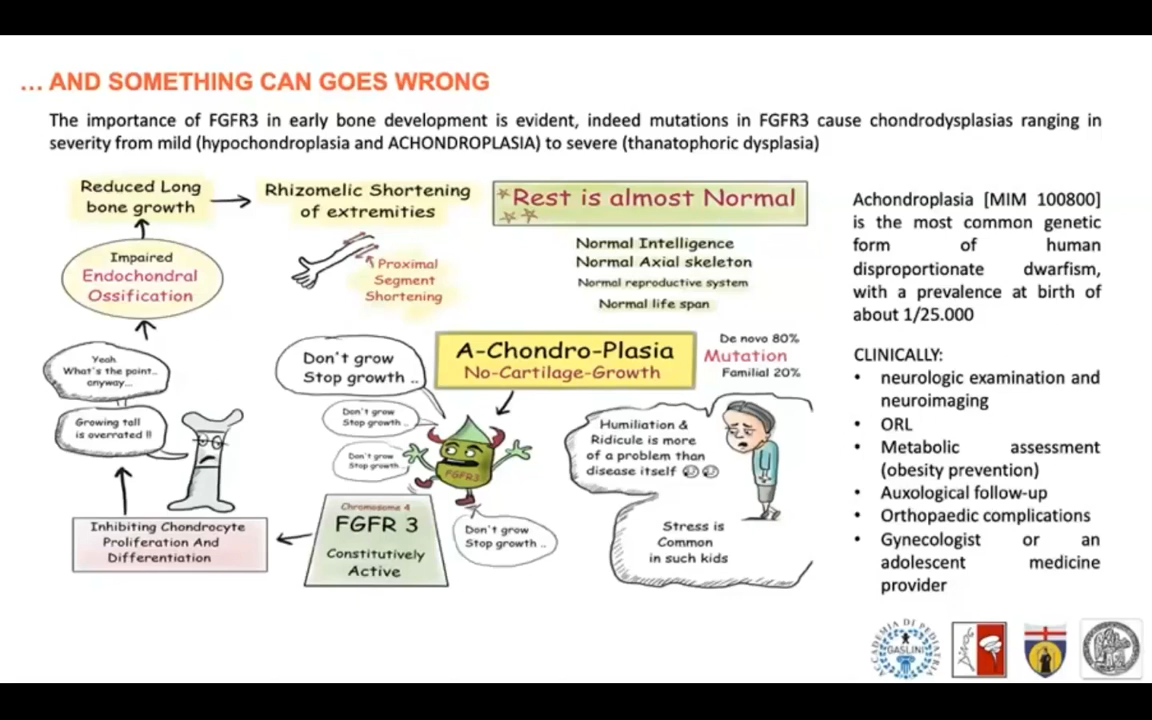 ... AND SOMETHING CAN GOES WRONG
The importance of FGFR3 in early bone development is evident, indeed mutations in FGFR3 cause chondrodysplasias ranging in
severity from mild (hypochondroplasia and ACHONDROPLASIA) to severe (thanatophoric dysplasia)
Reduced Long
bone growth
Rhizomelic Shortening
of extremities
Rest is almost Normal
Impaired
Endochondral
Ossification
Proximal
Segment
Shortening
Normal Intelligence
Normal Axial skeleton
Normal reproductive system
Normal life span
Yeah
What's the point..
anyway...
Growing tall
is overrated !!
Don't grow
Stop growth ..
Don't grow
Stop growth ..
Don't grow
Stop growth..
A-Chondro-Plasia
No-Cartilage-Growth
De novo 80%
Mutation
Familial 20%
FGFR3
Humiliation &
Ridicule is more
of a problem than
disease itself
Inhibiting Chondrocyte
Proliferation And
Differentiation
Chromosome 4
FGFR 3
Constitutively
Active
Don't grow
Stop growth ..
Stress is
Common
in such kids
Achondroplasia [MIM 100800]
is the most common genetic
form of human
disproportionate dwarfism,
with a prevalence at birth of
about 1/25.000
CLINICALLY:
• neurologic examination and
neuroimaging
• ORL
• Metabolic assessment
(obesity prevention)
• Auxological follow-up
• Orthopaedic complications
• Gynecologist or an
adolescent medicine
provider
ACCADEMIA DI PEDIATRIA
GASLINI